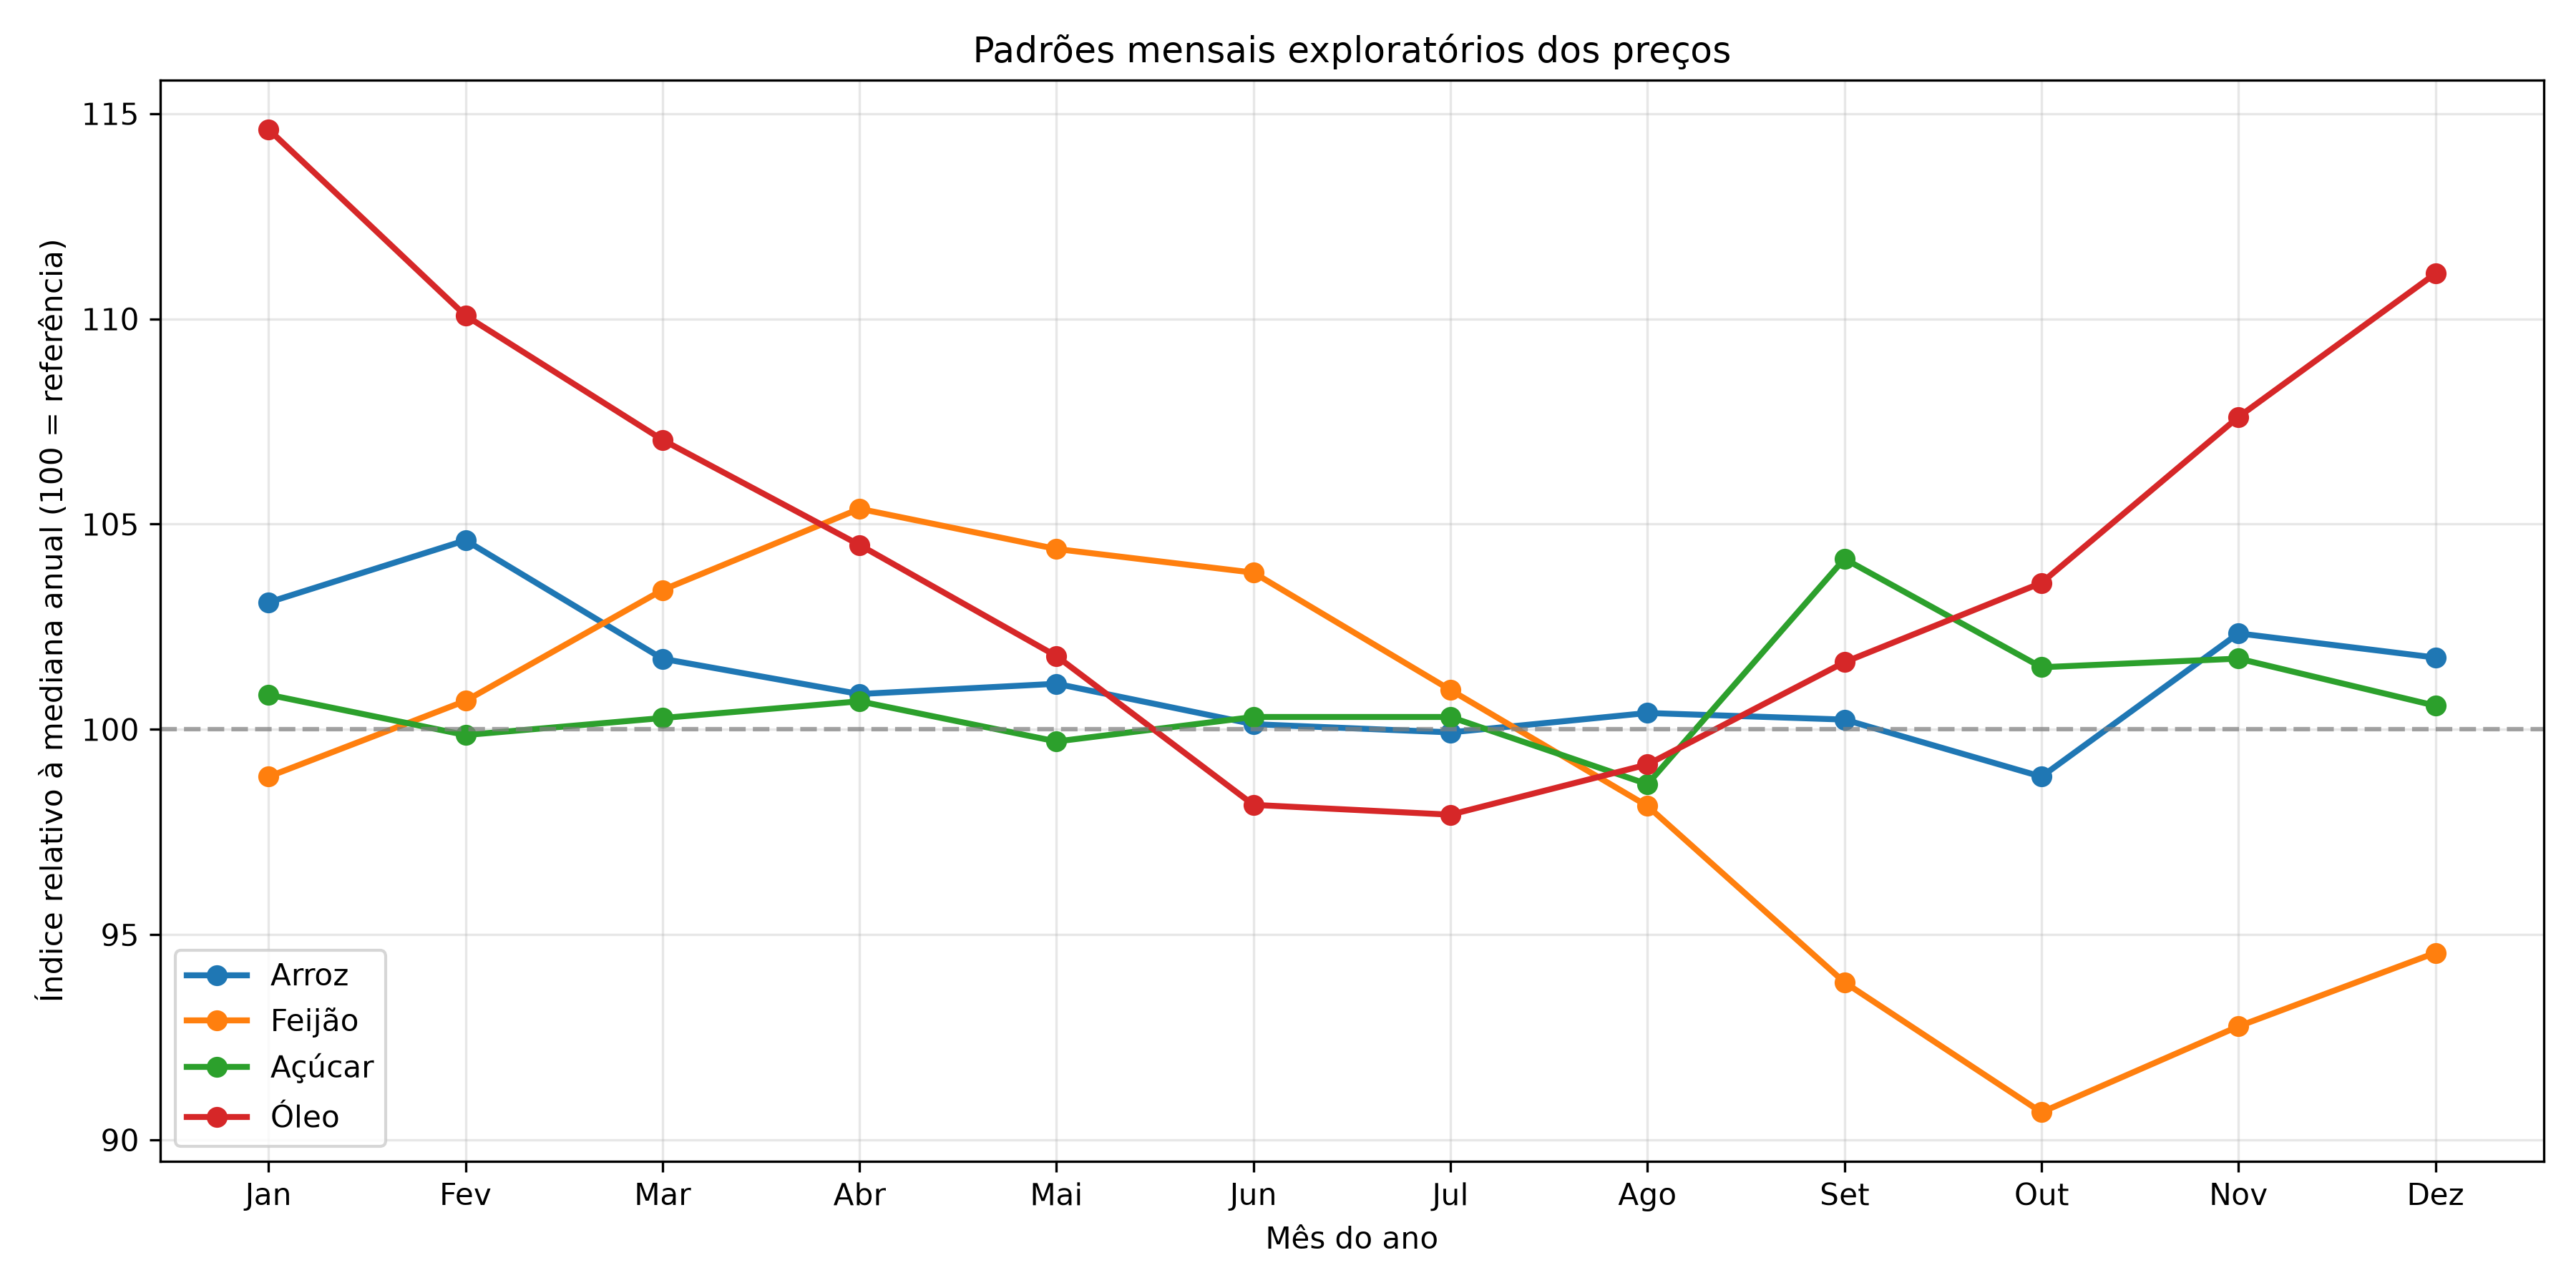 Padrões mensais exploratórios dos preços
Índice relativo à mediana anual (100 = referência)
115
110
105
100
95
90
Arroz
Feijão
Açúcar
Óleo
Jan Fev Mar Abr Mai Jun Jul Ago Set Out Nov Dez
Mês do ano